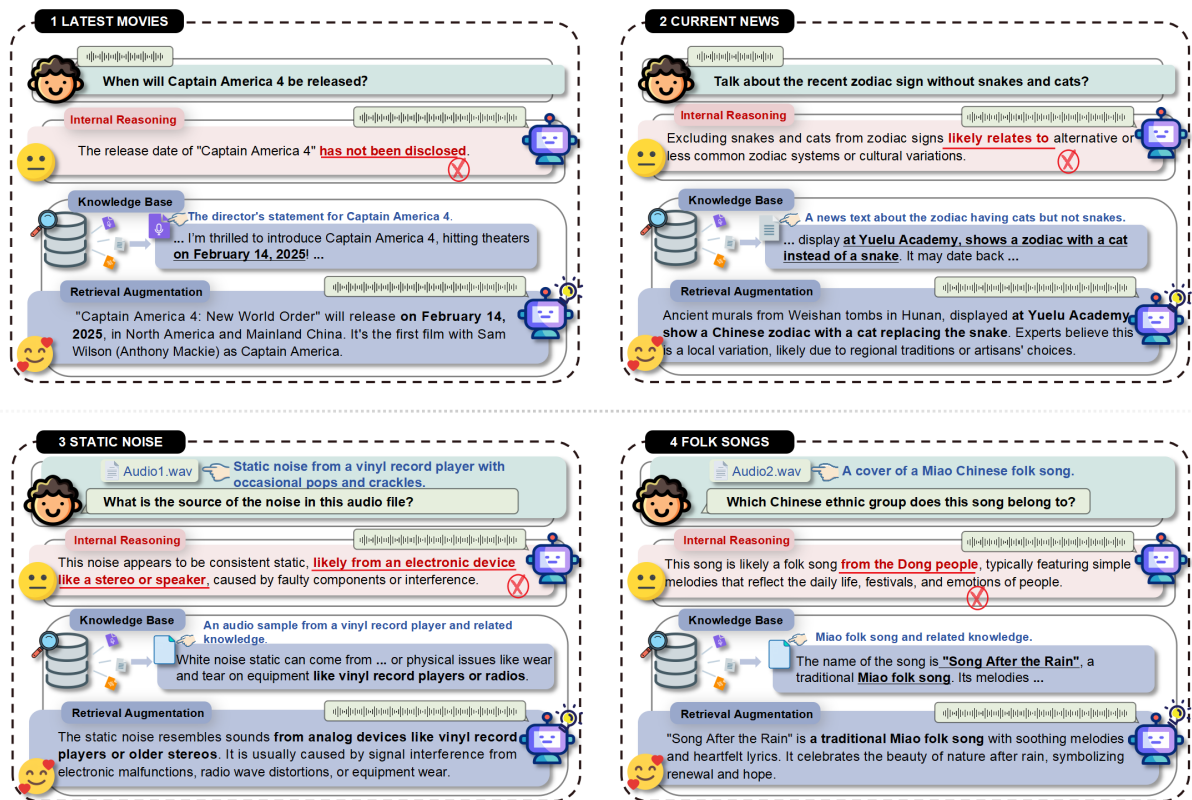 1 LATEST MOVIES
When will Captain America 4 be released?
Internal Reasoning
The release date of "Captain America 4" has not been disclosed.
Knowledge Base
The director's statement for Captain America 4.
... I'm thrilled to introduce Captain America 4, hitting theaters
on February 14, 2025! ...
Retrieval Augmentation
"Captain America 4: New World Order" will release on February 14,
2025, in North America and Mainland China. It's the first film with Sam
Wilson (Anthony Mackie) as Captain America.
2 CURRENT NEWS
Talk about the recent zodiac sign without snakes and cats?
Internal Reasoning
Excluding snakes and cats from zodiac signs likely relates to alternative or
less common zodiac systems or cultural variations.
Knowledge Base
A news text about the zodiac having cats but not snakes.
... display at Yuelu Academy, shows a zodiac with a cat
instead of a snake. It may date back ...
Retrieval Augmentation
Ancient murals from Weishan tombs in Hunan, displayed at Yuelu Academy,
show a Chinese zodiac with a cat replacing the snake. Experts believe this
is a local variation, likely due to regional traditions or artisans' choices.
3 STATIC NOISE
Audio1.wav
Static noise from a vinyl record player with
occasional pops and crackles.
What is the source of the noise in this audio file?
Internal Reasoning
This noise appears to be consistent static, likely from an electronic device
like a stereo or speaker, caused by faulty components or interference.
Knowledge Base
An audio sample from a vinyl record player and related
knowledge.
White noise static can come from ... or physical issues like wear
and tear on equipment like vinyl record players or radios.
Retrieval Augmentation
The static noise resembles sounds from analog devices like vinyl record
players or older stereos. It is usually caused by signal interference from
electronic malfunctions, radio wave distortions, or equipment wear.
4 FOLK SONGS
Audio2.wav
A cover of a Miao Chinese folk song.
Which Chinese ethnic group does this song belong to?
Internal Reasoning
This song is likely a folk song from the Dong people, typically featuring simple
melodies that reflect the daily life, festivals, and emotions of people.
Knowledge Base
Miao folk song and related knowledge.
The name of the song is "Song After the Rain", a
traditional Miao folk song. Its melodies ...
Retrieval Augmentation
"Song After the Rain" is a traditional Miao folk song with soothing melodies
and heartfelt lyrics. It celebrates the beauty of nature after rain, symbolizing
renewal and hope.